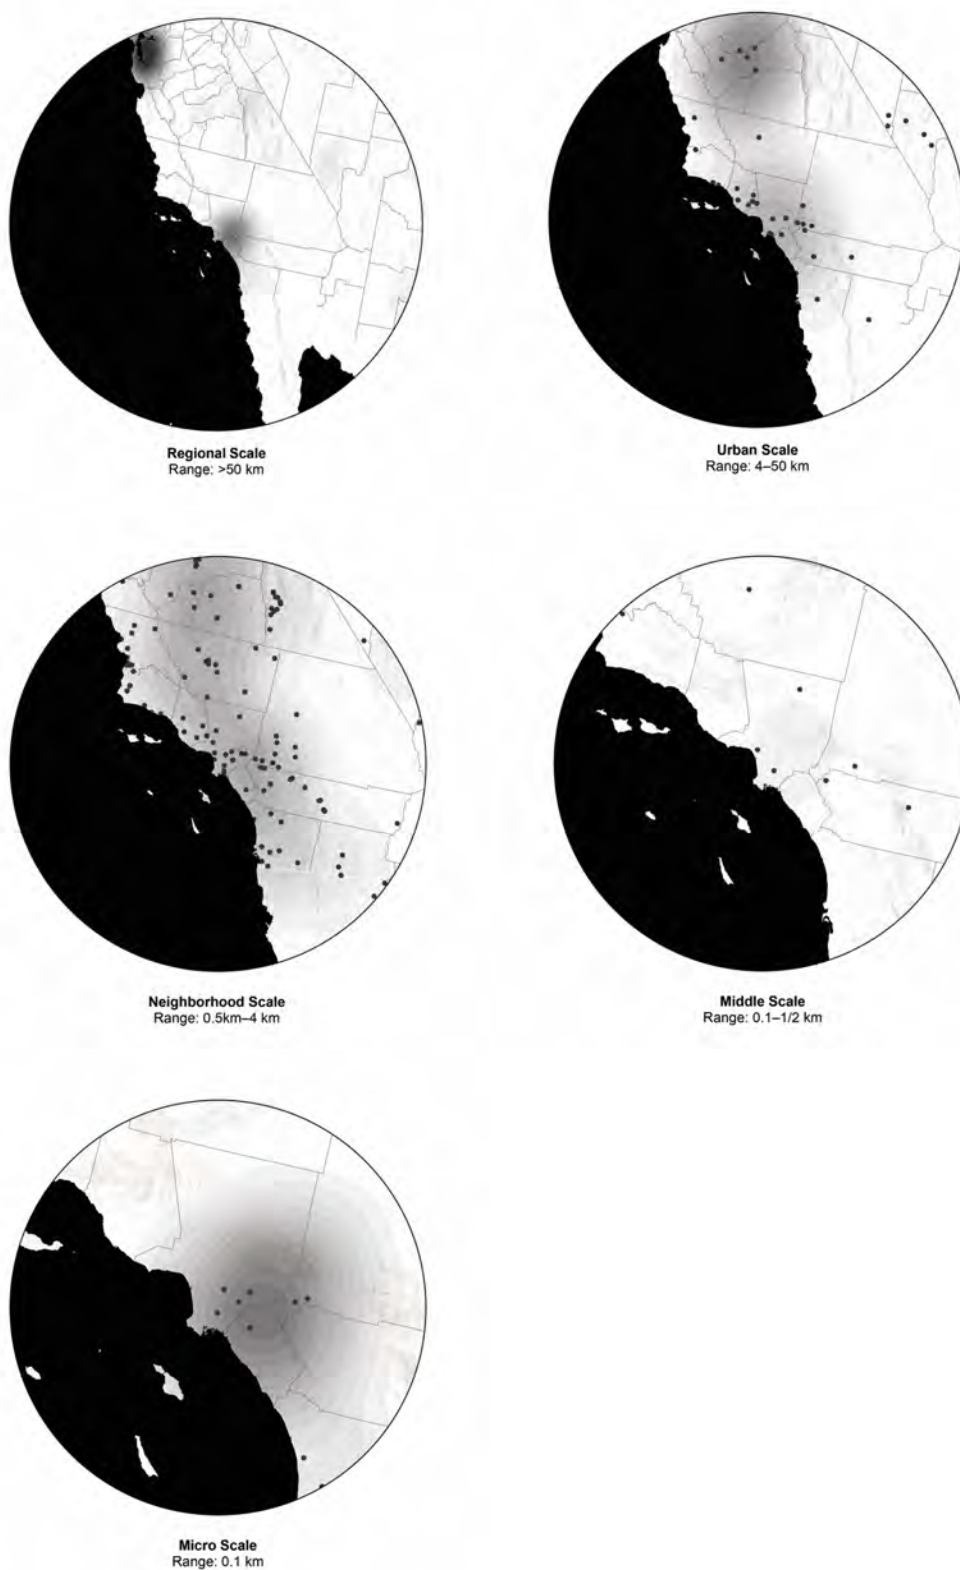 Regional Scale
Range: >50 km
Urban Scale
Range: 4–50 km
Neighborhood Scale
Range: 0.5km–4 km
Middle Scale
Range: 0.1–1/2 km
Micro Scale
Range: 0.1 km